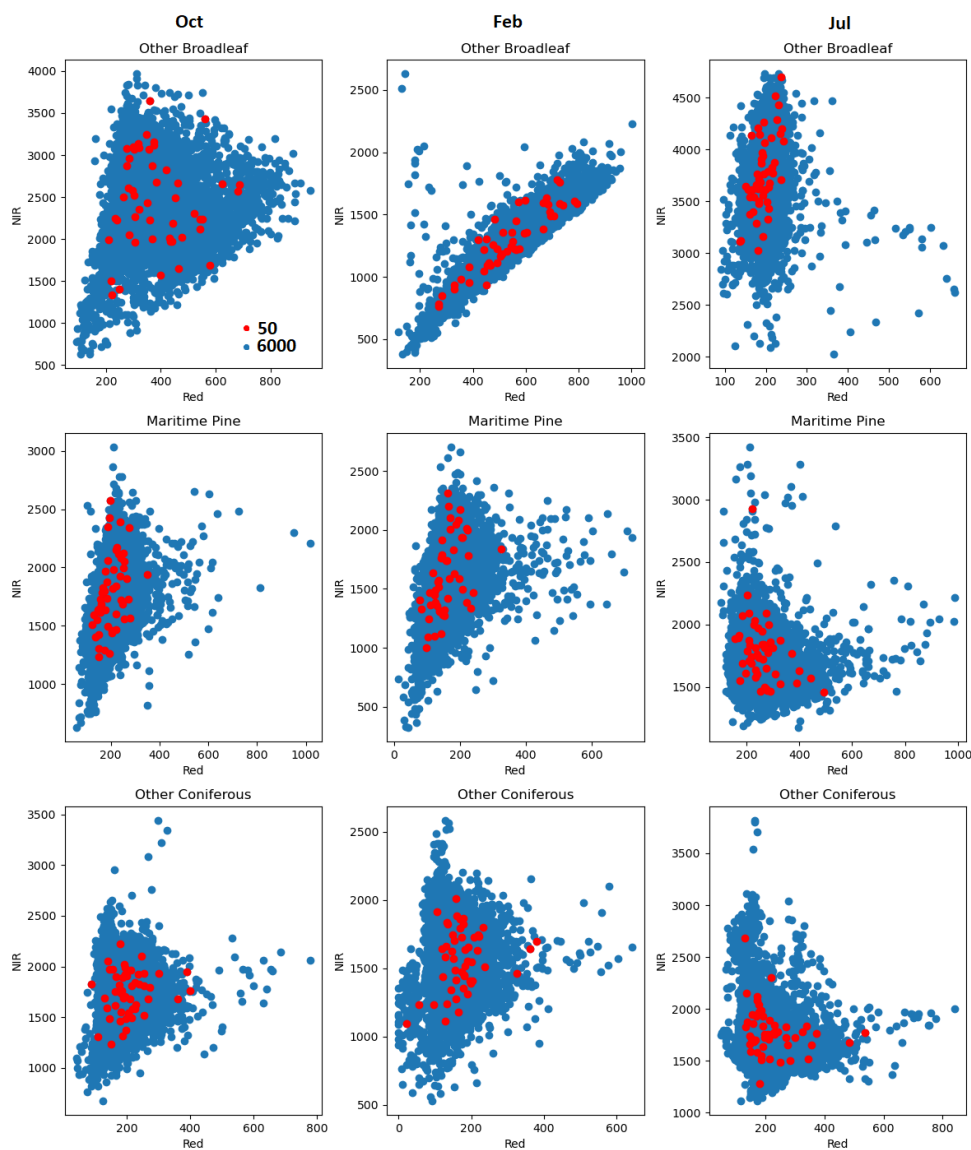 Oct Feb Jul
Other Broadleaf Other Broadleaf Other Broadleaf
4000
3500
3000
2500
2000
1500
1000
500
NIR
200 400 600 800
Red
50
6000
2500
2000
1500
1000
500
NIR
200 400 600 800 1000
Red
4500
4000
3500
3000
2500
2000
NIR
100 200 300 400 500 600
Red
Maritime Pine Maritime Pine Maritime Pine
3000
2500
2000
1500
1000
NIR
200 400 600 800 1000
Red
2500
2000
1500
1000
500
NIR
0 200 400 600
Red
3500
3000
2500
2000
1500
NIR
200 400 600 800 1000
Red
Other Coniferous Other Coniferous Other Coniferous
3500
3000
2500
2000
1500
1000
NIR
200 400 600 800
Red
2500
2000
1500
1000
500
NIR
0 200 400 600
Red
3500
3000
2500
2000
1500
1000
NIR
200 400 600 800
Red